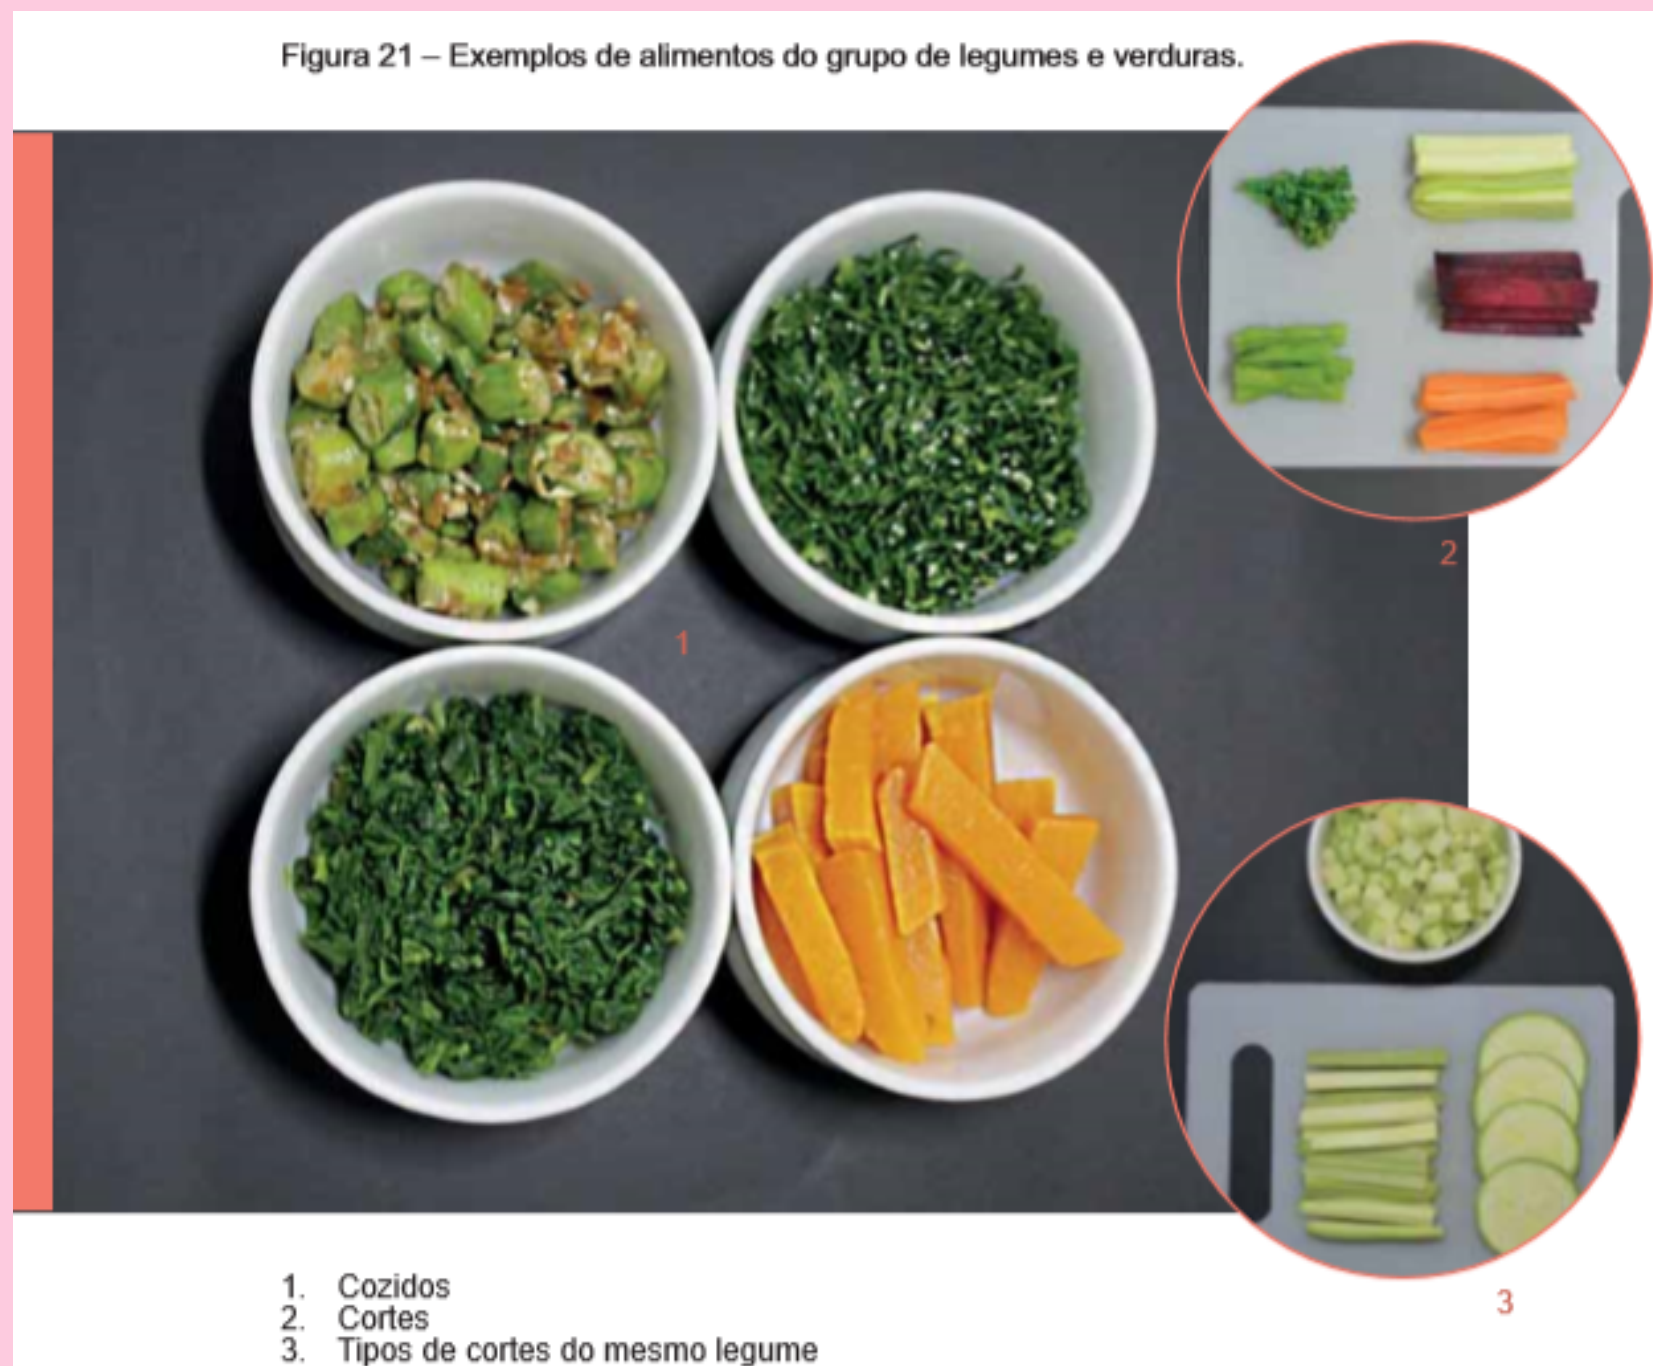 Figura 21 – Exemplos de alimentos do grupo de legumes e verduras.
2
1
3
1. Cozidos
2. Cortes
3. Tipos de cortes do mesmo legume